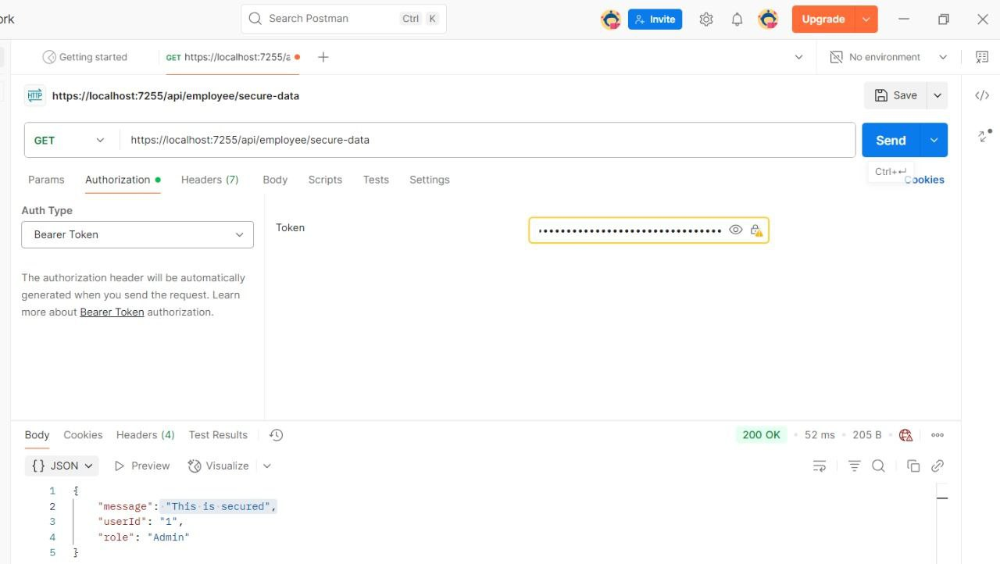 ork
Search Postman Ctrl K Invite Upgrade
Getting started GET https://localhost:7255/a No environment
HTTP https://localhost:7255/api/employee/secure-data Save
GET https://localhost:7255/api/employee/secure-data Send
Ctrl+↵
Params Authorization Headers (7) Body Scripts Tests Settings Cookies
Auth Type
Bearer Token
Token
The authorization header will be automatically
generated when you send the request. Learn
more about Bearer Token authorization.
Body Cookies Headers (4) Test Results 200 OK • 52 ms • 205 B
{} JSON Preview Visualize
1 {
2 "message": "This is secured",
3 "userId": "1",
4 "role": "Admin"
5 }